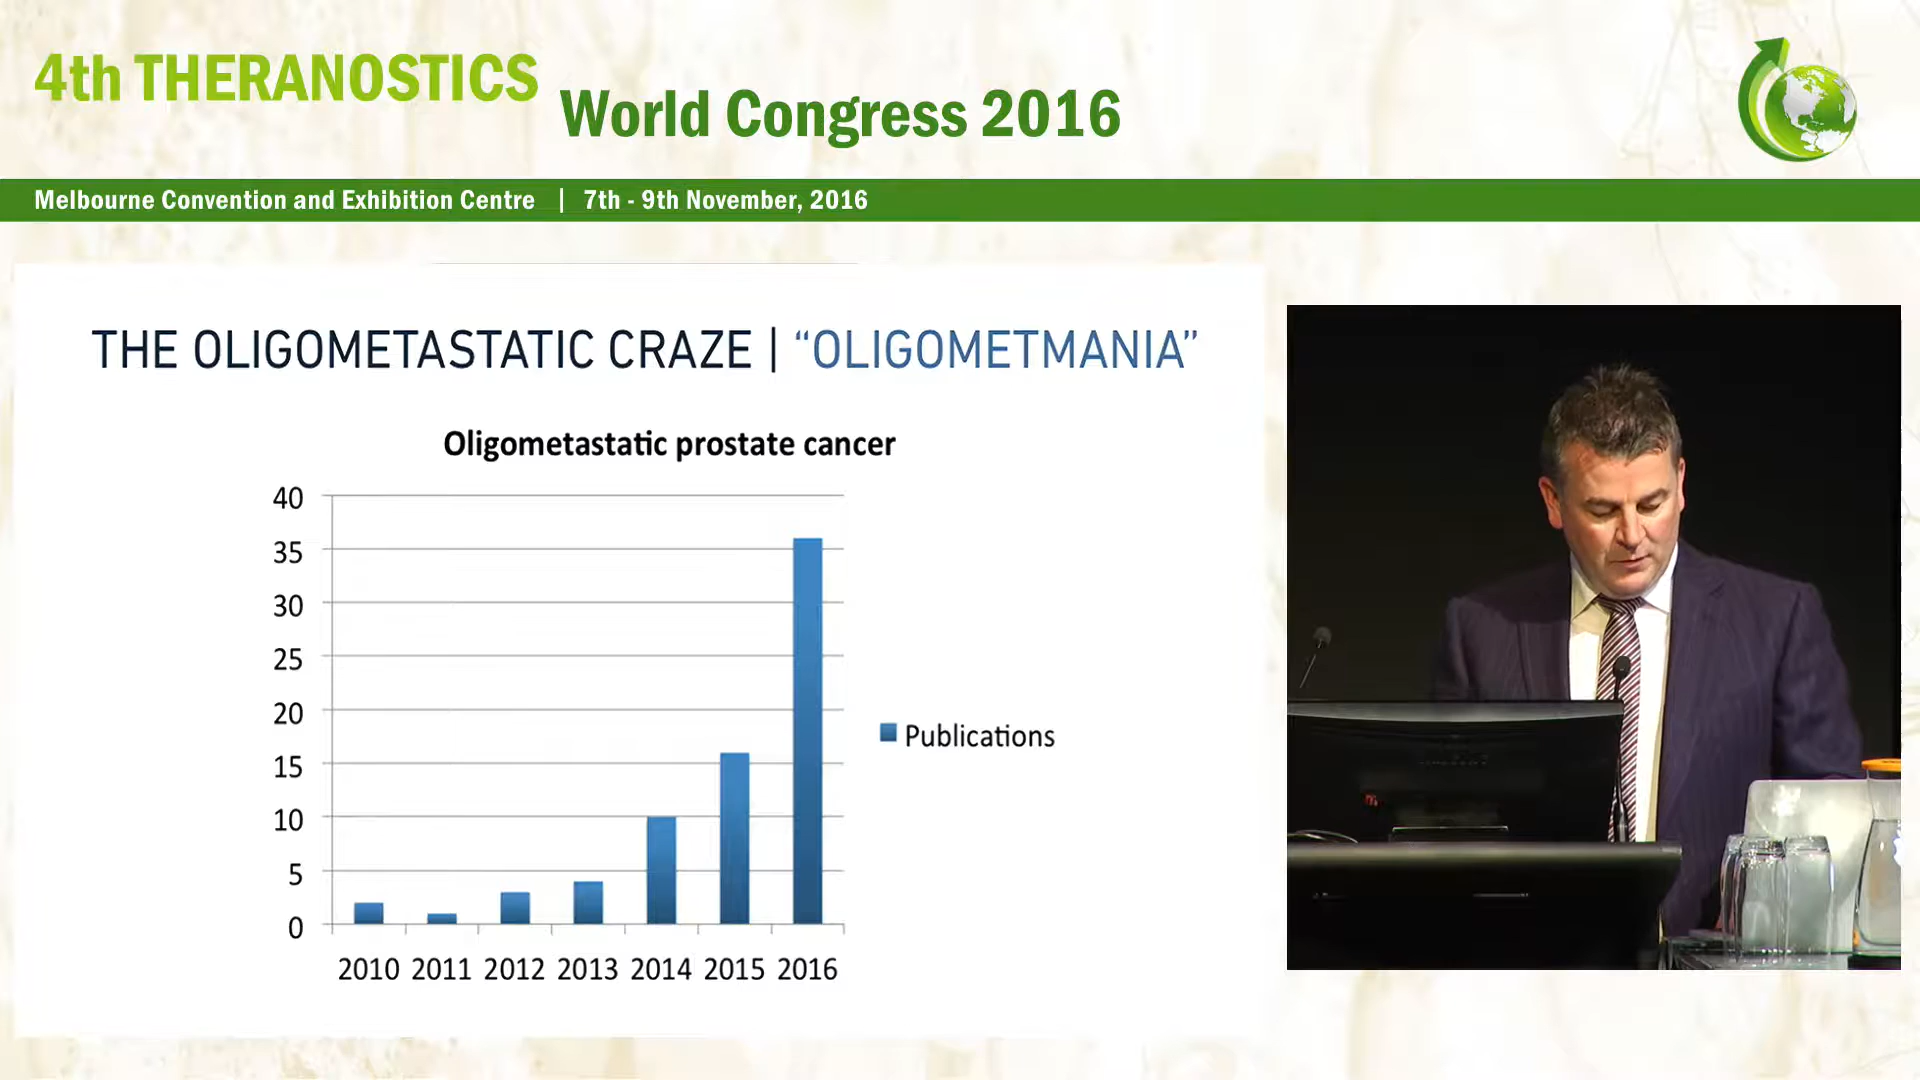 4th THERANOSTICS
World Congress 2016
Melbourne Convention and Exhibition Centre | 7th - 9th November, 2016
THE OLIGOMETASTATIC CRAZE | “OLIGOMETMANIA”
Oligometastatic prostate cancer
40
35
30
25
20
15
10
5
0
Publications
2010 2011 2012 2013 2014 2015 2016